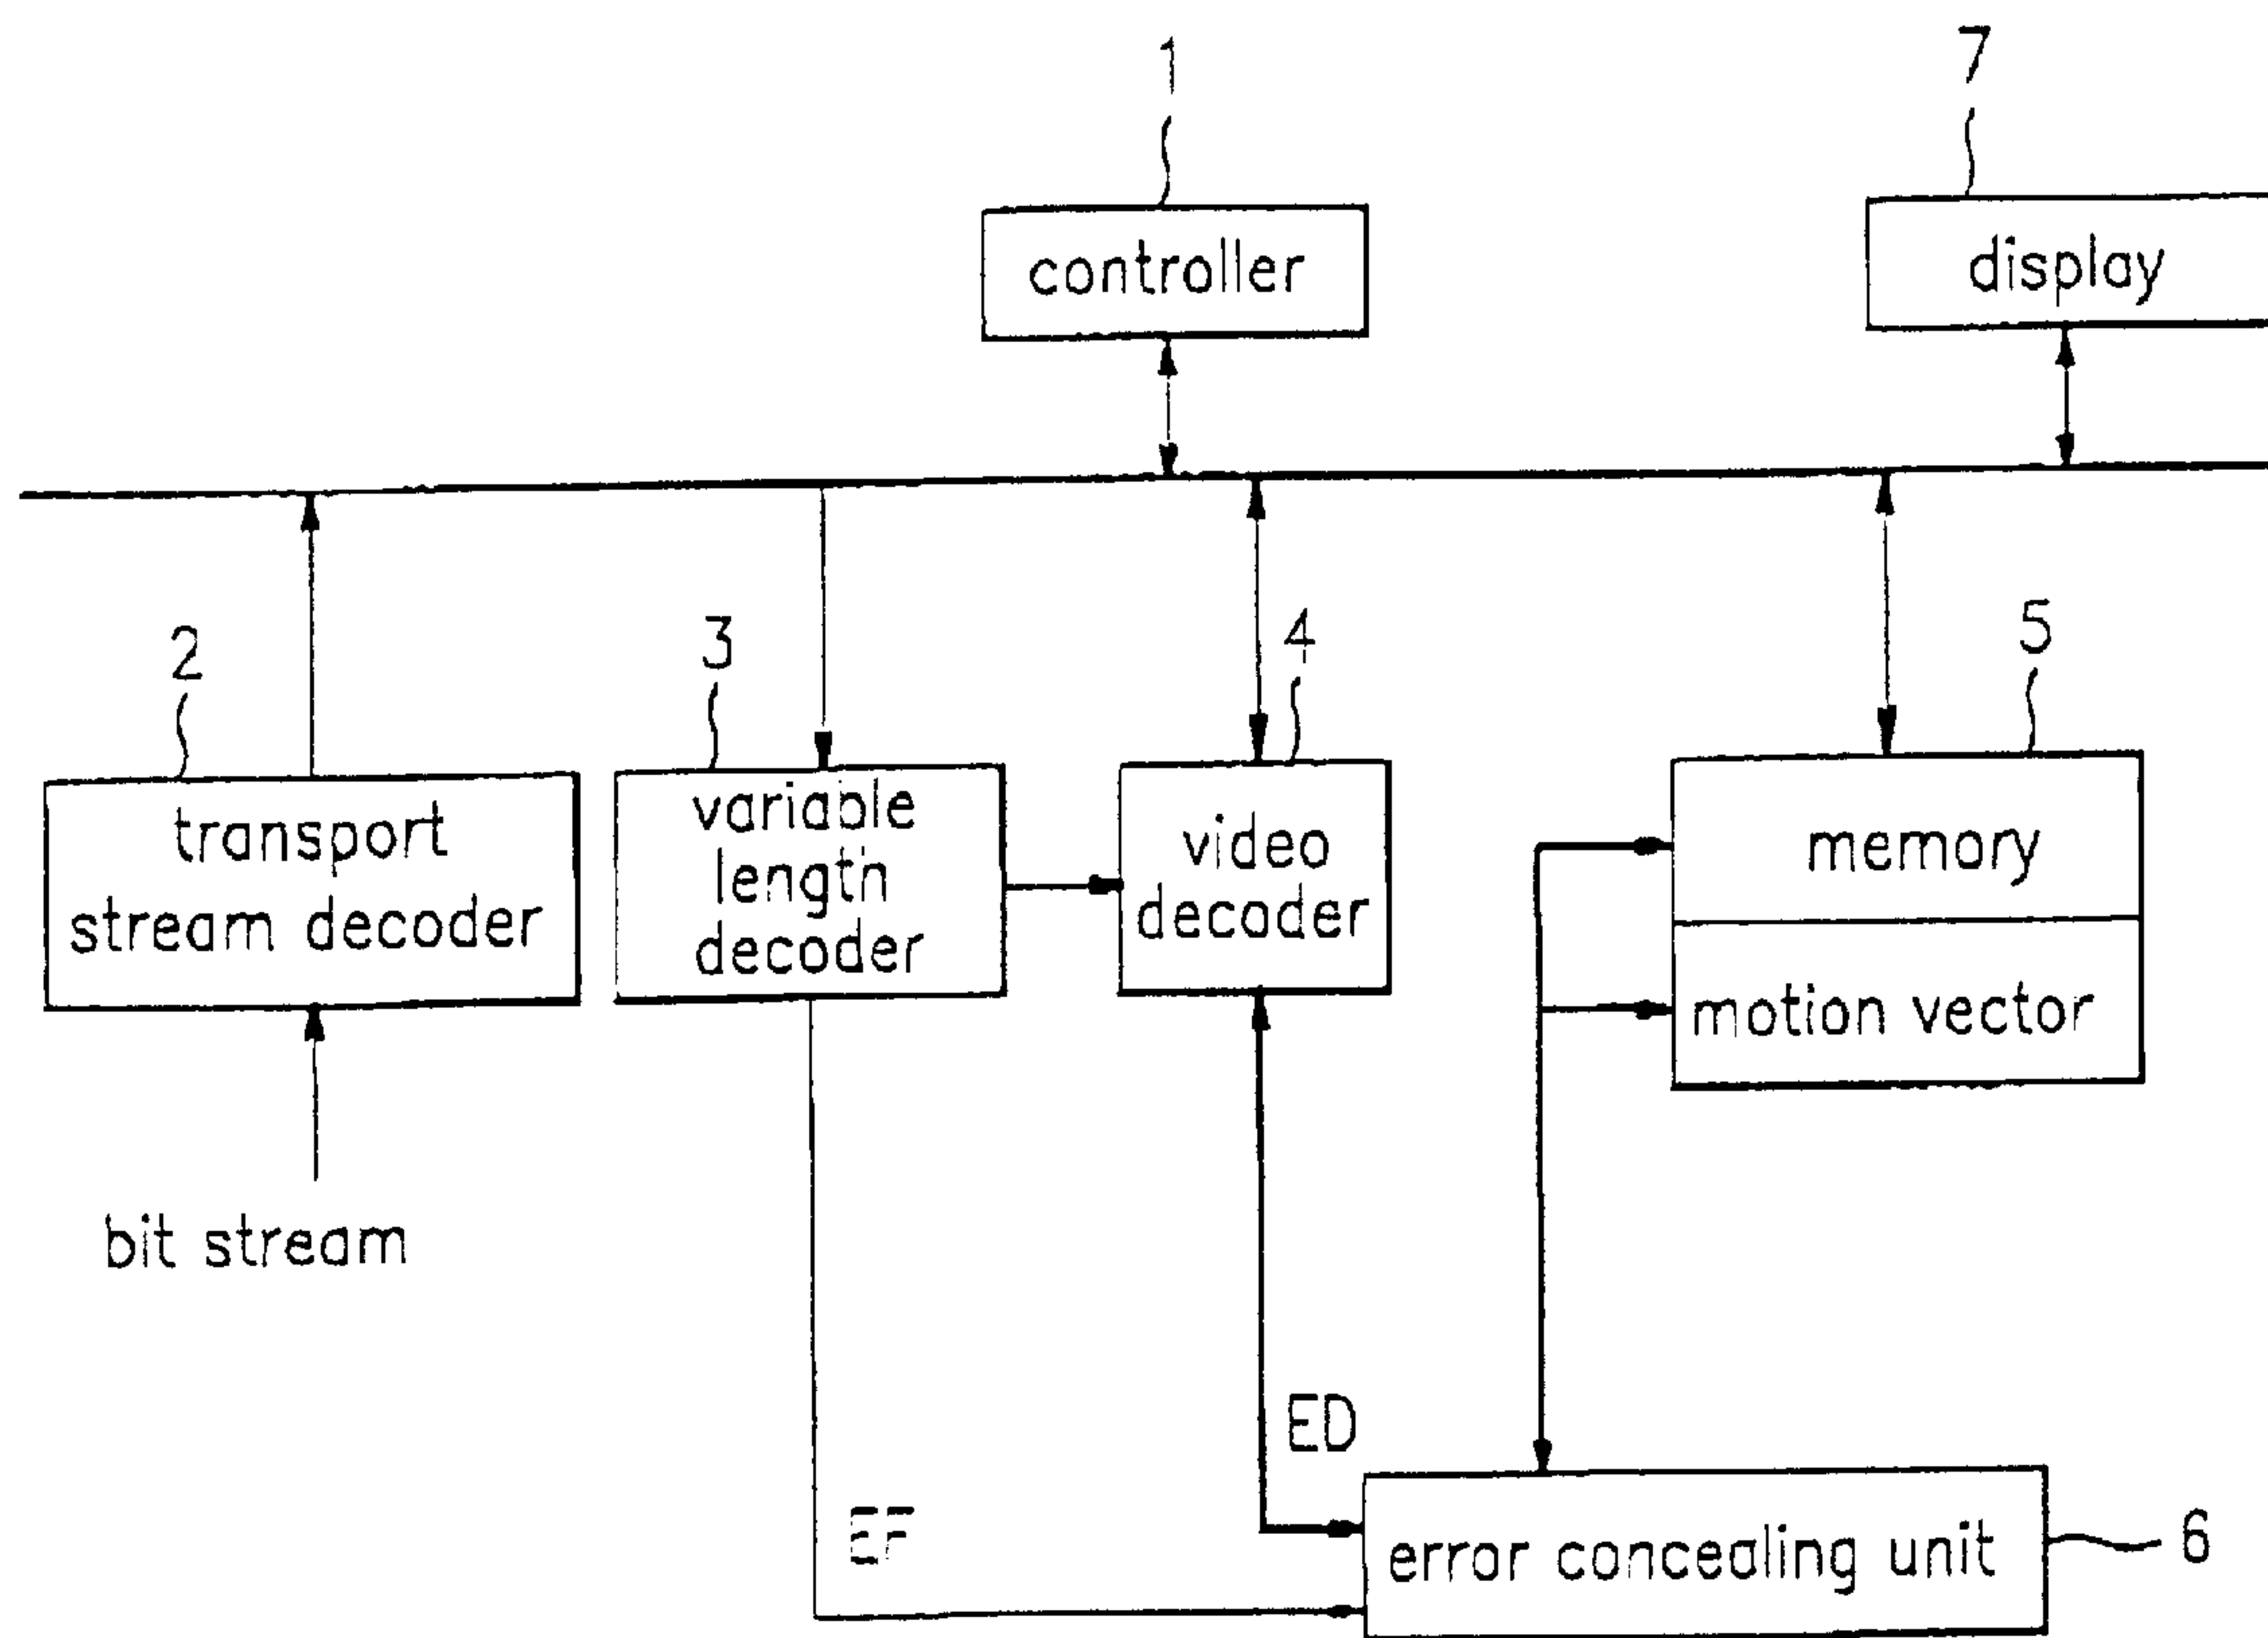 1
7
controller
display
2
3
4
5
transport
stream decoder
variable
length
decoder
video
decoder
memory
motion vector
bit stream
ED
EF
error concealing unit
6